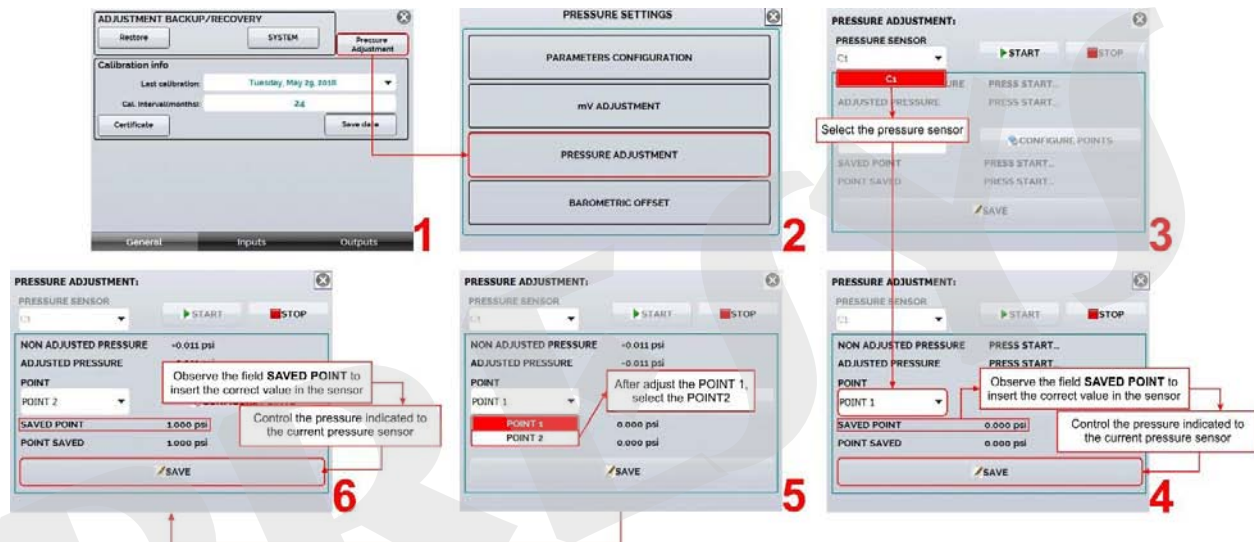 ADJUSTMENT BACKUP/RECOVERY
Restore
SYSTEM
Pressure
Adjustment
Calibration info
Last calibration:
Tuesday, May 29, 2018
Cal. Interval(months):
24
Certificate
Save date
General
Inputs
Outputs
1
PRESSURE SETTINGS
PARAMETERS CONFIGURATION
mV ADJUSTMENT
PRESSURE ADJUSTMENT
BAROMETRIC OFFSET
2
PRESSURE ADJUSTMENT:
PRESSURE SENSOR
C1
START
STOP
C1
URE
PRESS START...
ADJUSTED PRESSURE
PRESS START...
Select the pressure sensor
CONFIGURE POINTS
SAVED POINT
PRESS START...
POINT SAVED
PRESS START...
SAVE
3
PRESSURE ADJUSTMENT:
PRESSURE SENSOR
C1
START
STOP
NON ADJUSTED PRESSURE
-0.011 psi
ADJUSTED PRESSURE
POINT
Observe the field SAVED POINT to
insert the correct value in the sensor
POINT 2
Control the pressure indicated to
the current pressure sensor
SAVED POINT
1.000 psi
POINT SAVED
1.000 psi
SAVE
6
PRESSURE ADJUSTMENT:
PRESSURE SENSOR
C1
START
STOP
NON ADJUSTED PRESSURE
-0.011 psi
ADJUSTED PRESSURE
-0.011 psi
POINT
After adjust the POINT 1,
select the POINT2
POINT 1
POINT 1
0.000 psi
POINT 2
0.000 psi
SAVE
5
PRESSURE ADJUSTMENT:
PRESSURE SENSOR
C1
START
STOP
NON ADJUSTED PRESSURE
PRESS START...
ADJUSTED PRESSURE
PRESS START...
POINT
Observe the field SAVED POINT to
insert the correct value in the sensor
POINT 1
Control the pressure indicated to
the current pressure sensor
SAVED POINT
0.000 psi
POINT SAVED
0.000 psi
SAVE
4